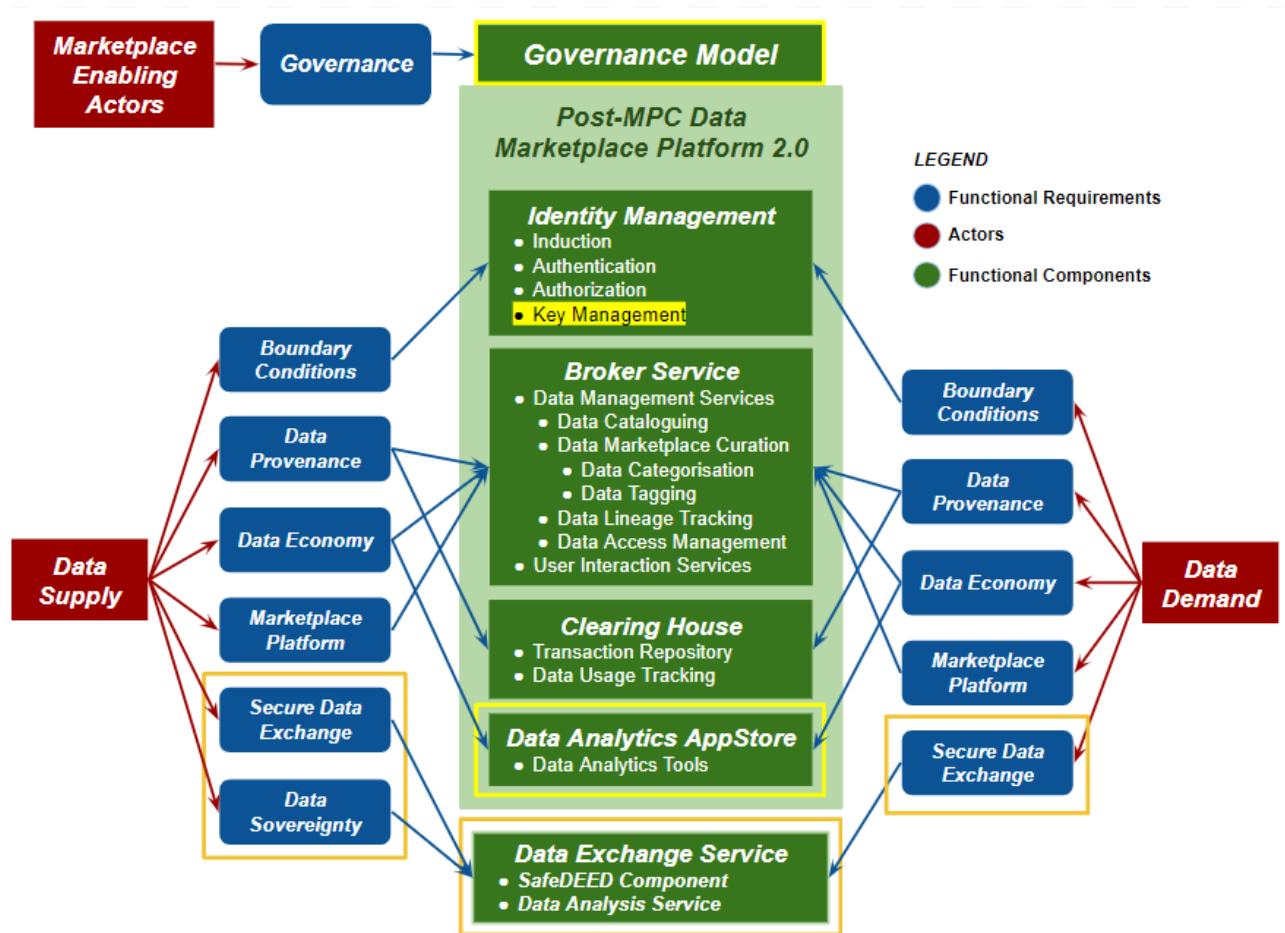 Marketplace
Enabling
Actors
Governance
Governance Model
Post-MPC Data
Marketplace Platform 2.0
LEGEND
Functional Requirements
Actors
Functional Components
Identity Management
● Induction
● Authentication
● Authorization
● Key Management
Broker Service
● Data Management Services
● Data Cataloguing
● Data Marketplace Curation
● Data Categorisation
● Data Tagging
● Data Lineage Tracking
● Data Access Management
● User Interaction Services
Clearing House
● Transaction Repository
● Data Usage Tracking
Data Analytics AppStore
● Data Analytics Tools
Data Exchange Service
● SafeDEED Component
● Data Analysis Service
Data
Supply
Boundary
Conditions
Data
Provenance
Data Economy
Marketplace
Platform
Secure Data
Exchange
Data
Sovereignty
Boundary
Conditions
Data
Provenance
Data Economy
Marketplace
Platform
Secure Data
Exchange
Data
Demand